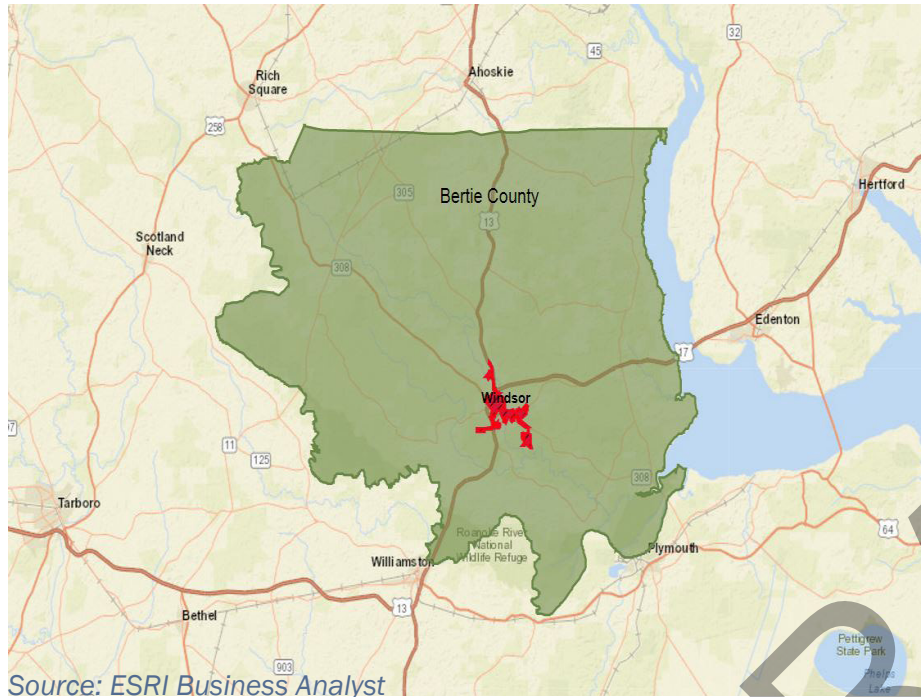 32
45
Ahoskie
Rich
Square
258
Hertford
305
Bertie County
13
Scotland
Neck
308
Edenton
17
Windsor
11
125
308
Tarboro
64
Roanoke River
National
Wildlife Refuge
Plymouth
Williamston
13
Bethel
Pettigrew
State Park
Phelps
Lake
903
Source: ESRI Business Analyst